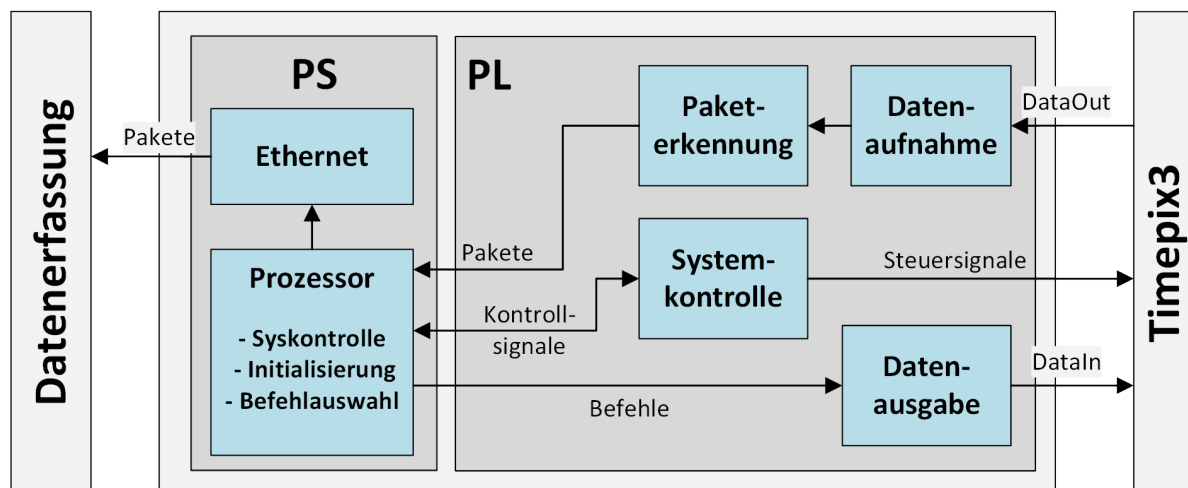 Datenerfassung
Pakete
PS
Ethernet
Prozessor
- Syskontrolle
- Initialisierung
- Befehlauswahl
PL
Paket-
erkennung
Daten-
aufnahme
DataOut
Pakete
System-
kontrolle
Steuersignale
Kontroll-
signale
Befehle
Daten-
ausgabe
DataIn
Timepix3